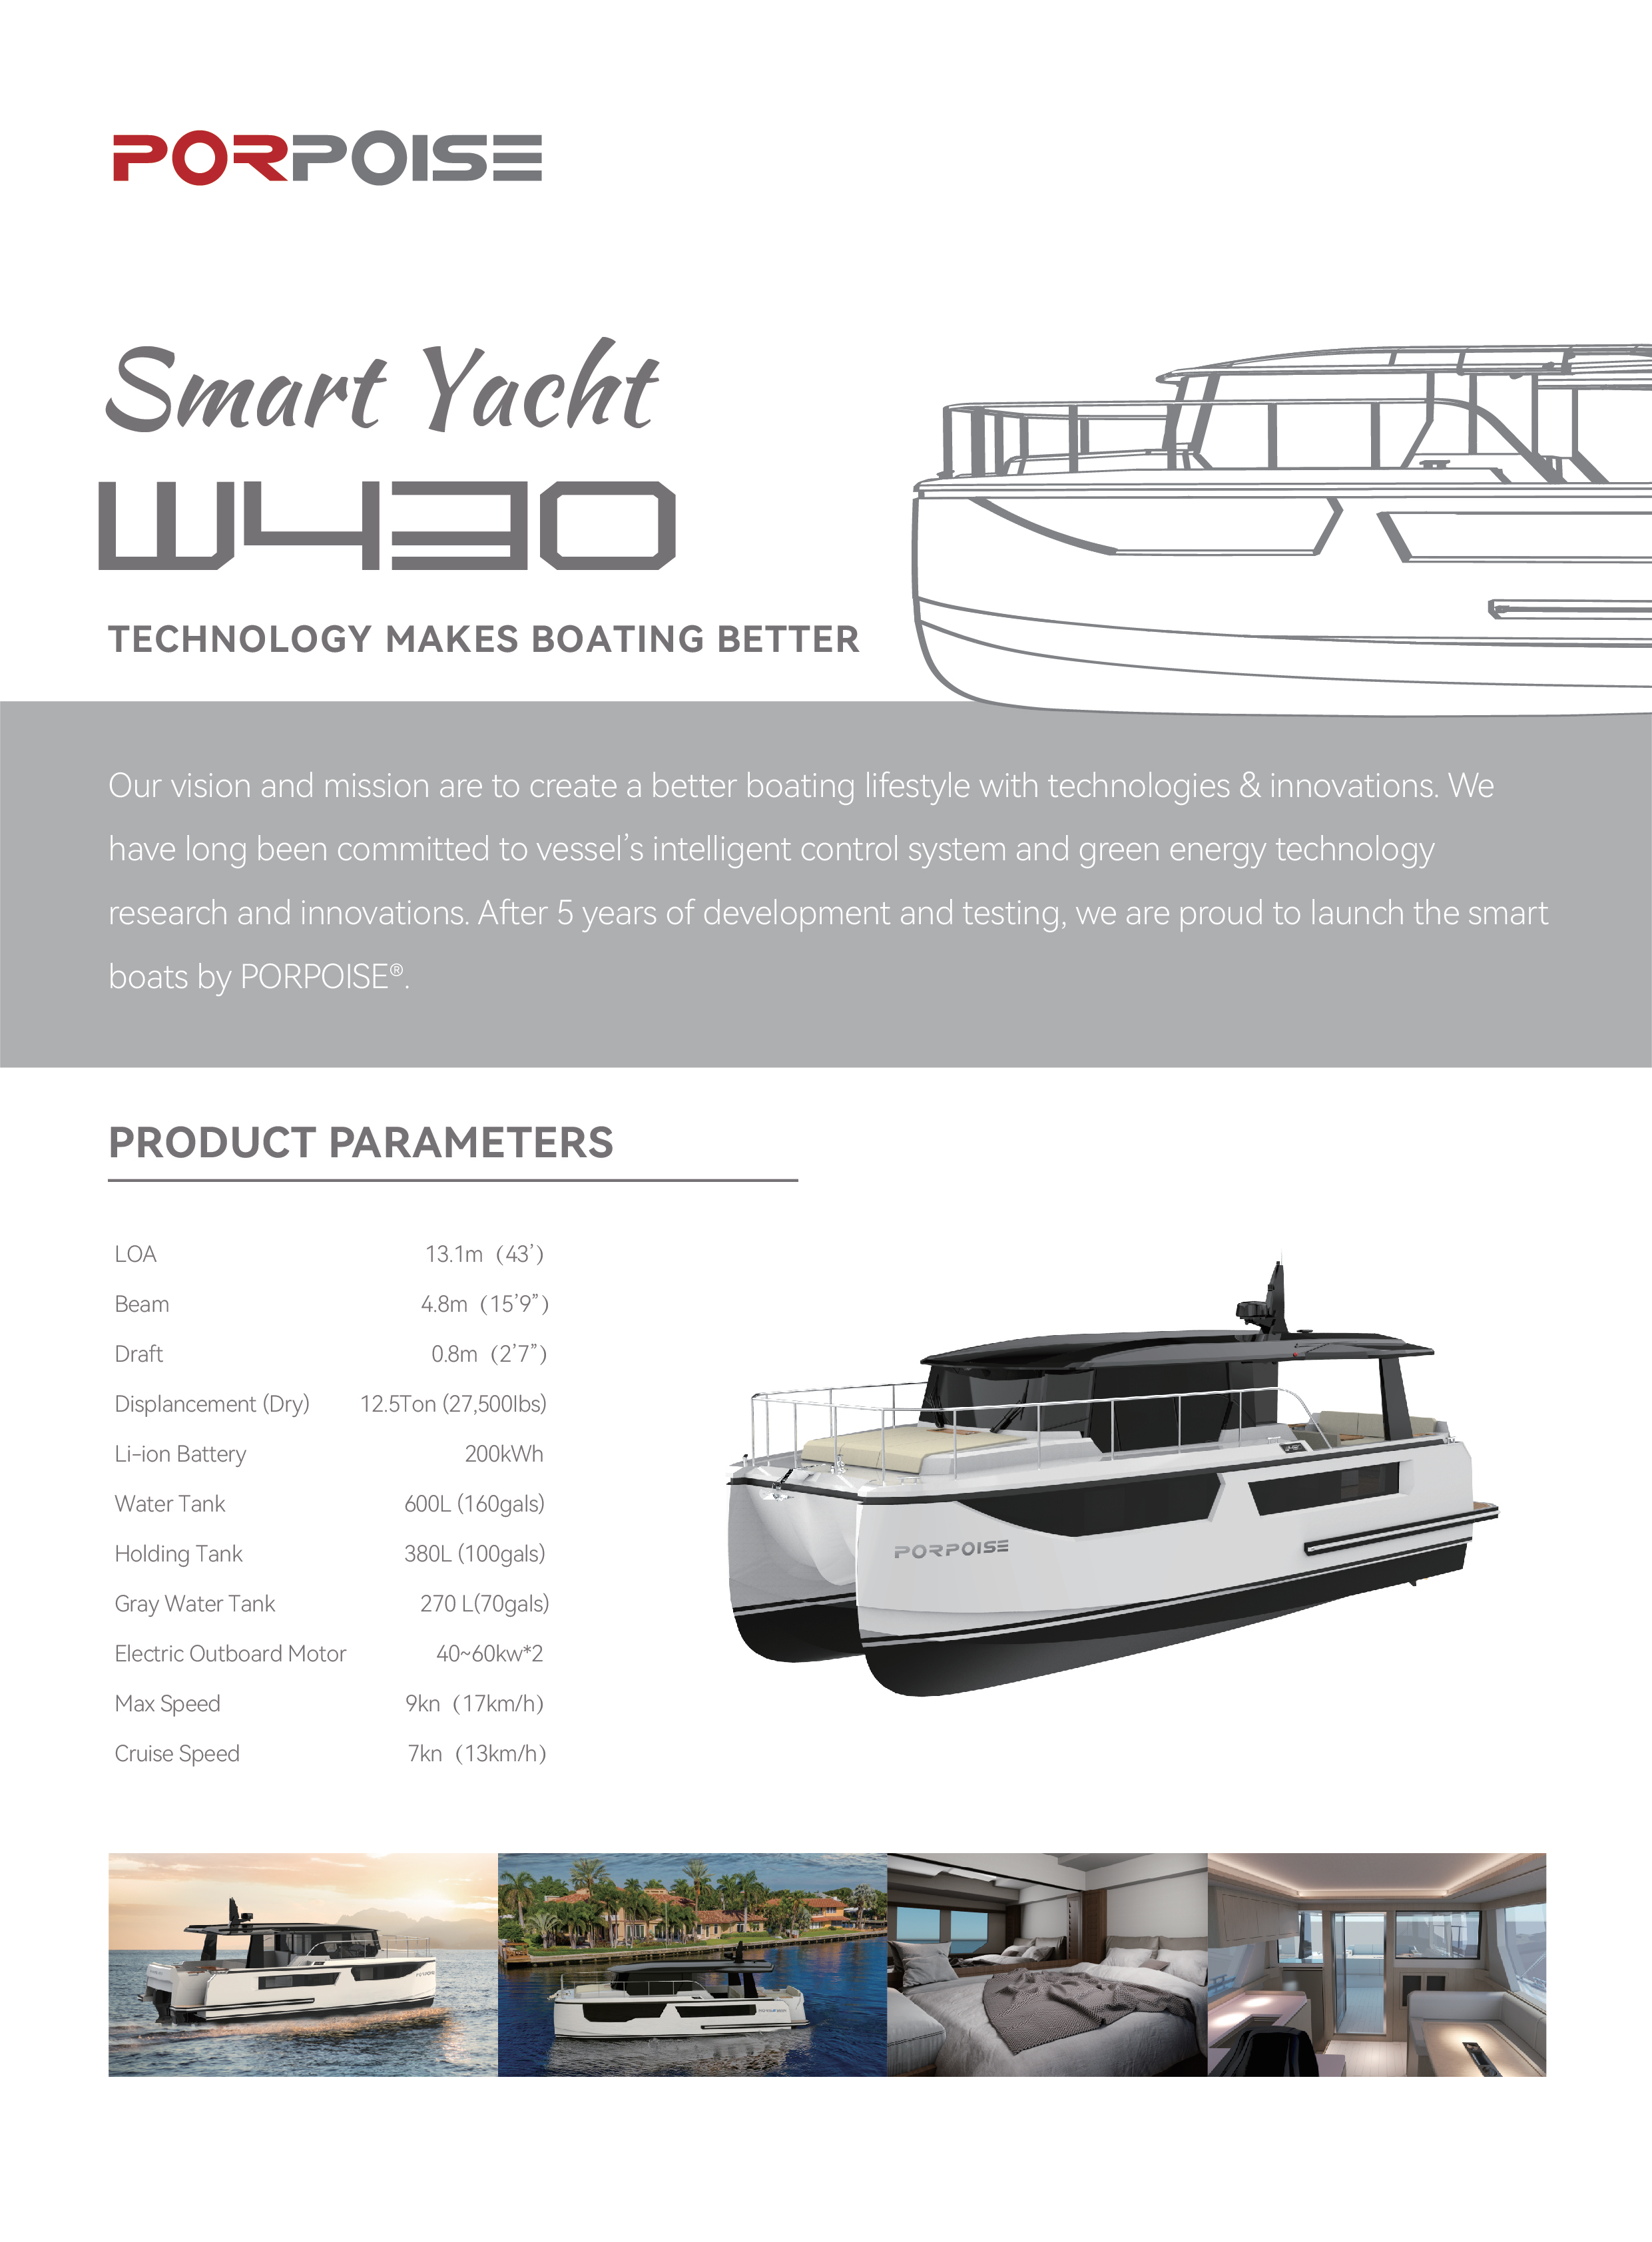 PORPOISE
Smart Yacht
W430
TECHNOLOGY MAKES BOATING BETTER
Our vision and mission are to create a better boating lifestyle with technologies & innovations. We
have long been committed to vessel’s intelligent control system and green energy technology
research and innovations. After 5 years of development and testing, we are proud to launch the smart
boats by PORPOISE®.
PRODUCT PARAMETERS
LOA 13.1m（43’）
Beam 4.8m（15’9”）
Draft 0.8m（2’7”）
Displancement (Dry) 12.5Ton (27,500lbs)
Li-ion Battery 200kWh
Water Tank 600L (160gals)
Holding Tank 380L (100gals)
Gray Water Tank 270 L(70gals)
Electric Outboard Motor 40~60kw*2
Max Speed 9kn（17km/h）
Cruise Speed 7kn（13km/h）
PORPOISE
PORPOISE